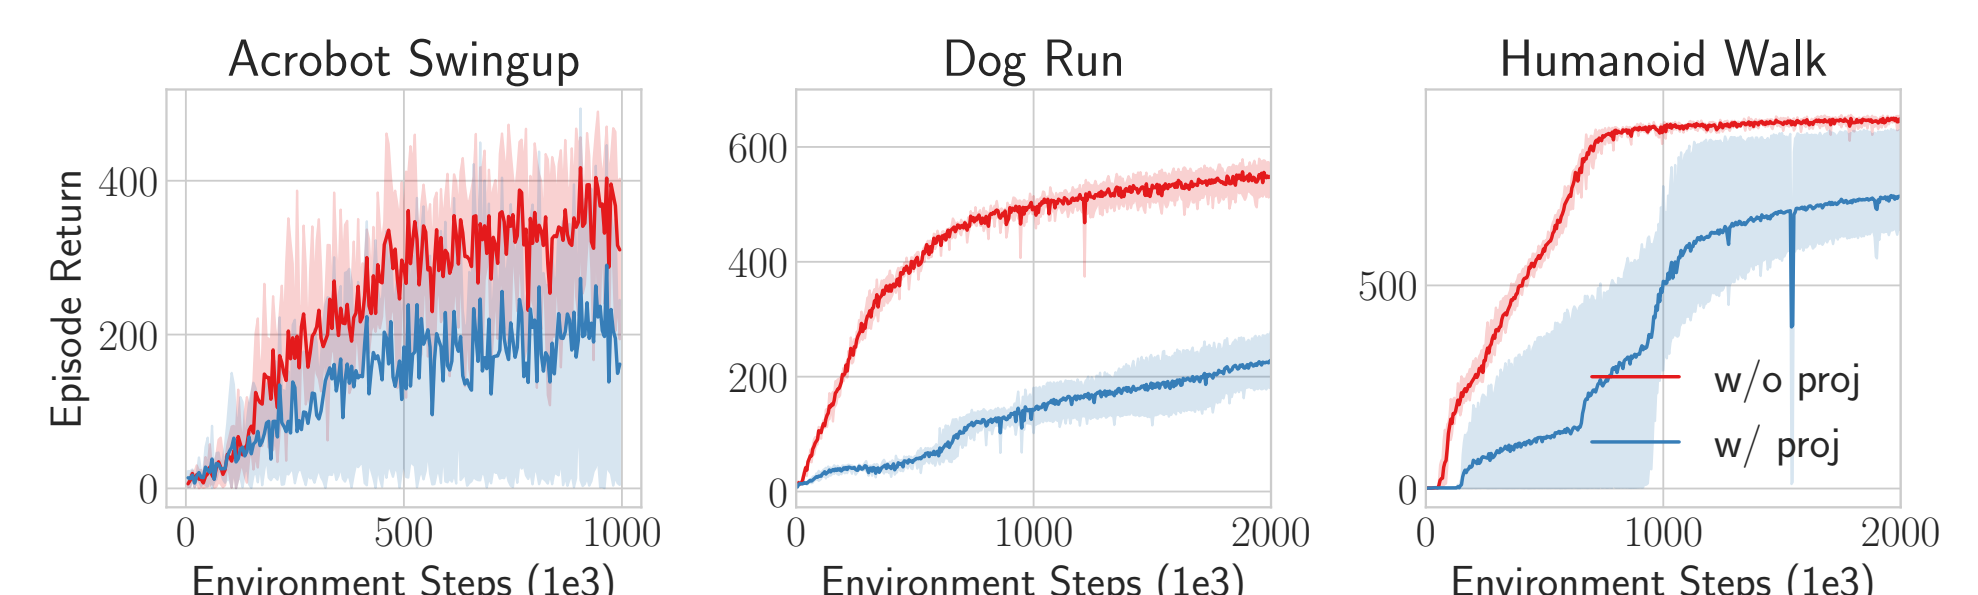 Acrobot Swingup
Episode Return
400
200
0
0 500 1000
Environment Steps (1e3)
Dog Run
600
400
200
0
0 1000 2000
Environment Steps (1e3)
Humanoid Walk
500
0
w/o proj
w/ proj
0 1000 2000
Environment Steps (1e3)